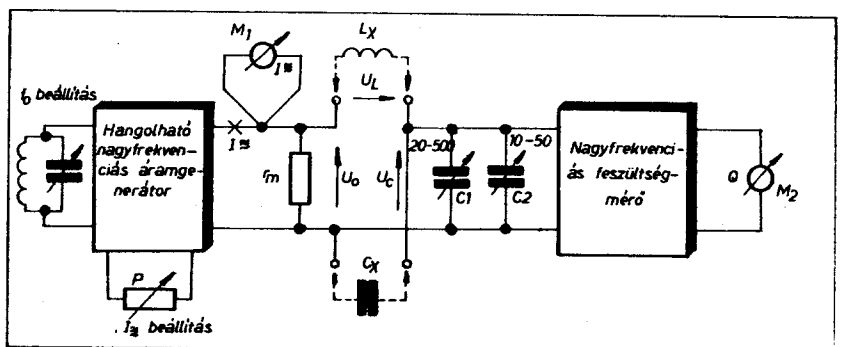 M1
I≈
LX
UL
f0 beállítás
Hangolható
nagyfrekven-
ciás áramge-
nerátor
I≈
rm
U0
UC
20-500
C1
10-50
C2
Nagyfrekvenci-
ás feszültség-
mérő
Q
M2
CX
P
I≈ beállítás